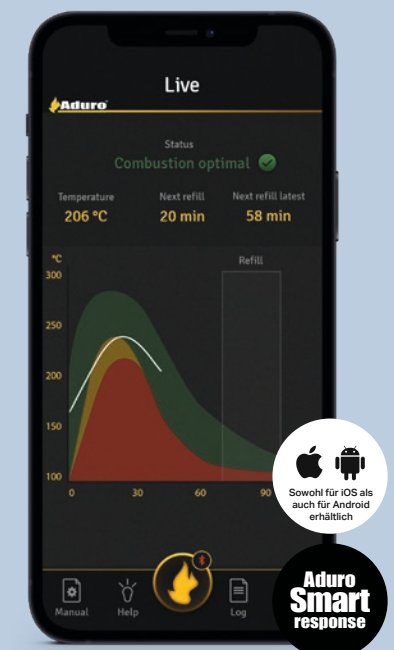 Live
Aduro
Status
Combustion optimal
Temperature Next refill Next refill latest
206 °C 20 min 58 min
°C Refill
300
250
200
150
100
0 30 60 90
Manual Help Log
Sowohl für iOS als
auch für Android
erhältlich
Aduro
Smart
response